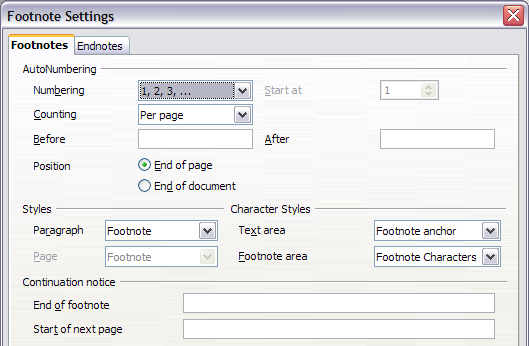 Footnote Settings
Footnotes Endnotes
AutoNumbering
Numbering 1, 2, 3, ... Start at 1
Counting Per page
Before After
Position End of page
End of document
Styles Character Styles
Paragraph Footnote Text area Footnote anchor
Page Footnote Footnote area Footnote Characters
Continuation notice
End of footnote
Start of next page